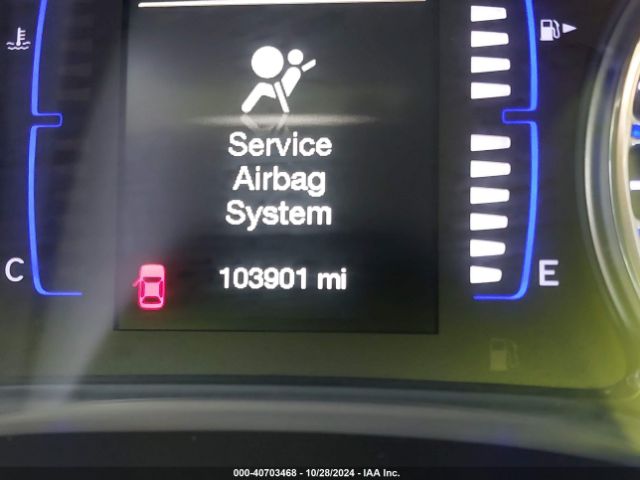 Service
Airbag
System
C 103901 mi E
000-40703468 - 10/28/2024 - IAA Inc.